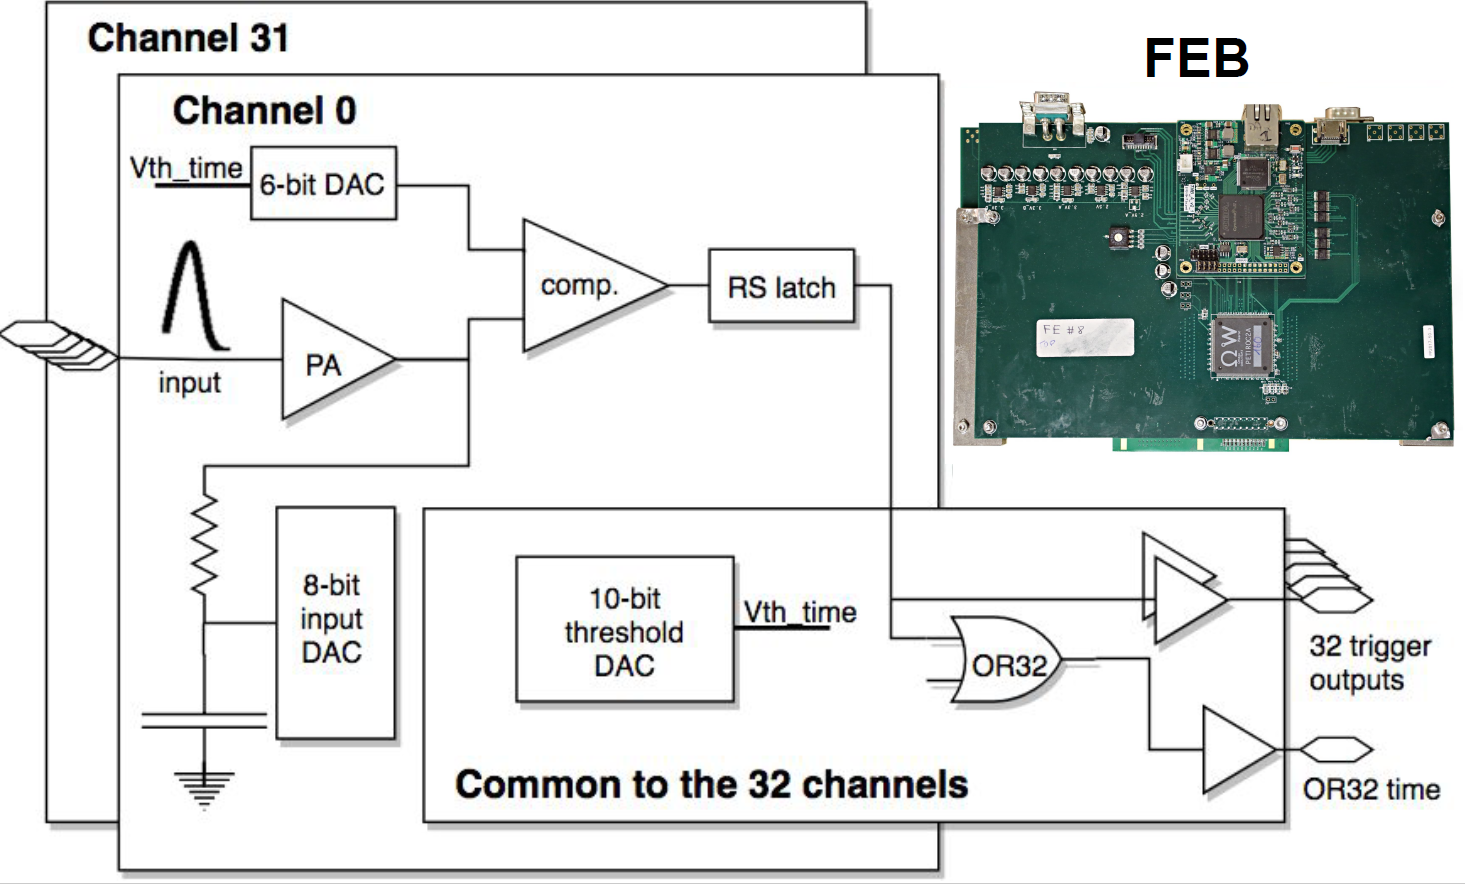 Channel 31
FEB
Channel 0
Vth_time
6-bit DAC
comp.
RS latch
PA
input
FE #8
PETIROC2A
8-bit
input
DAC
10-bit
threshold
DAC
Vth_time
OR32
32 trigger
outputs
Common to the 32 channels
OR32 time